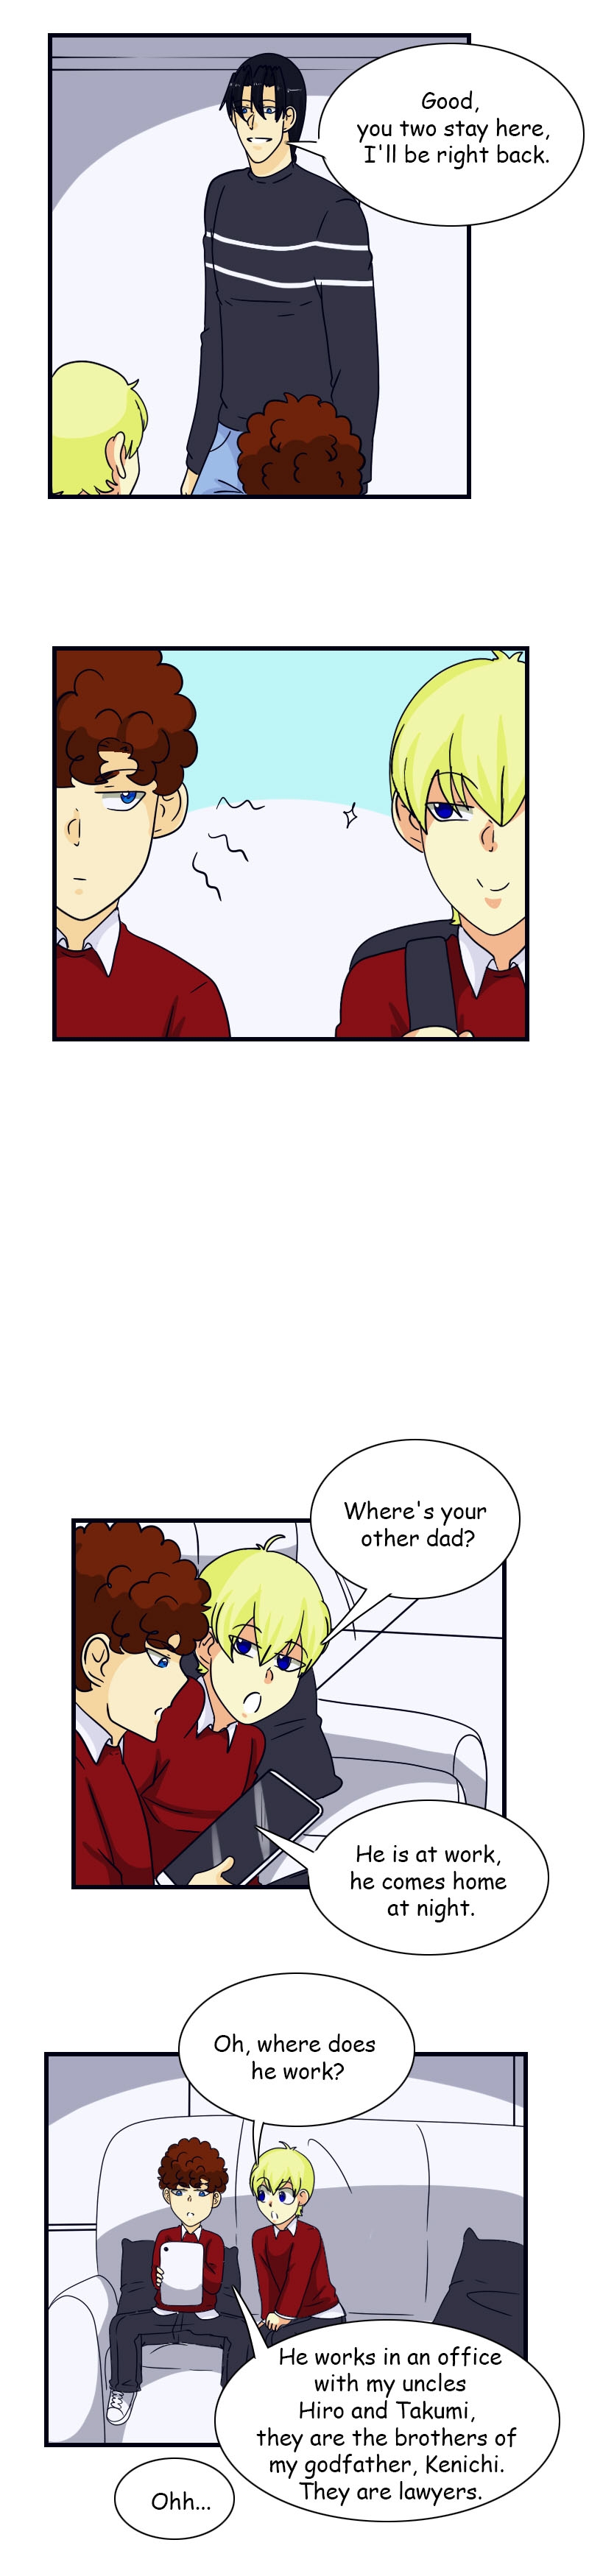 Good,
you two stay here,
I'll be right back.
Where's your
other dad?
He is at work,
he comes home
at night.
Oh, where does
he work?
He works in an office
with my uncles
Hiro and Takumi,
they are the brothers of
my godfather, Kenichi.
They are lawyers.
Ohh...